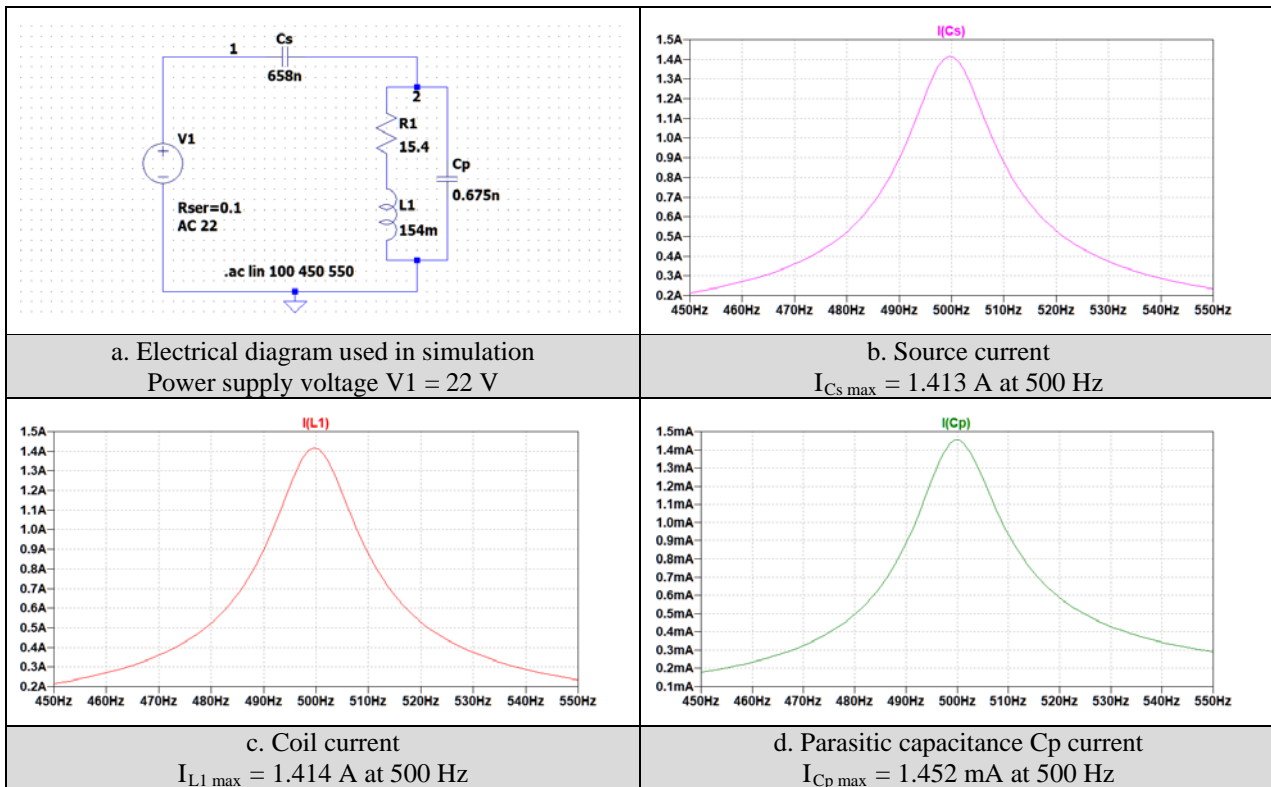 Cs
1
658n
2
R1
15.4
V1
Cp
0.675n
L1
154m
Rser=0.1
AC 22
.ac lin 100 450 550
a. Electrical diagram used in simulation
Power supply voltage V1 = 22 V
I(Cs)
1.5A
1.4A
1.3A
1.2A
1.1A
1.0A
0.9A
0.8A
0.7A
0.6A
0.5A
0.4A
0.3A
0.2A
450Hz 460Hz 470Hz 480Hz 490Hz 500Hz 510Hz 520Hz 530Hz 540Hz 550Hz
b. Source current
I Cs max = 1.413 A at 500 Hz
I(L1)
1.5A
1.4A
1.3A
1.2A
1.1A
1.0A
0.9A
0.8A
0.7A
0.6A
0.5A
0.4A
0.3A
0.2A
450Hz 460Hz 470Hz 480Hz 490Hz 500Hz 510Hz 520Hz 530Hz 540Hz 550Hz
c. Coil current
I L1 max = 1.414 A at 500 Hz
I(Cp)
1.5mA
1.4mA
1.3mA
1.2mA
1.1mA
1.0mA
0.9mA
0.8mA
0.7mA
0.6mA
0.5mA
0.4mA
0.3mA
0.2mA
0.1mA
450Hz 460Hz 470Hz 480Hz 490Hz 500Hz 510Hz 520Hz 530Hz 540Hz 550Hz
d. Parasitic capacitance Cp current
I Cp max = 1.452 mA at 500 Hz